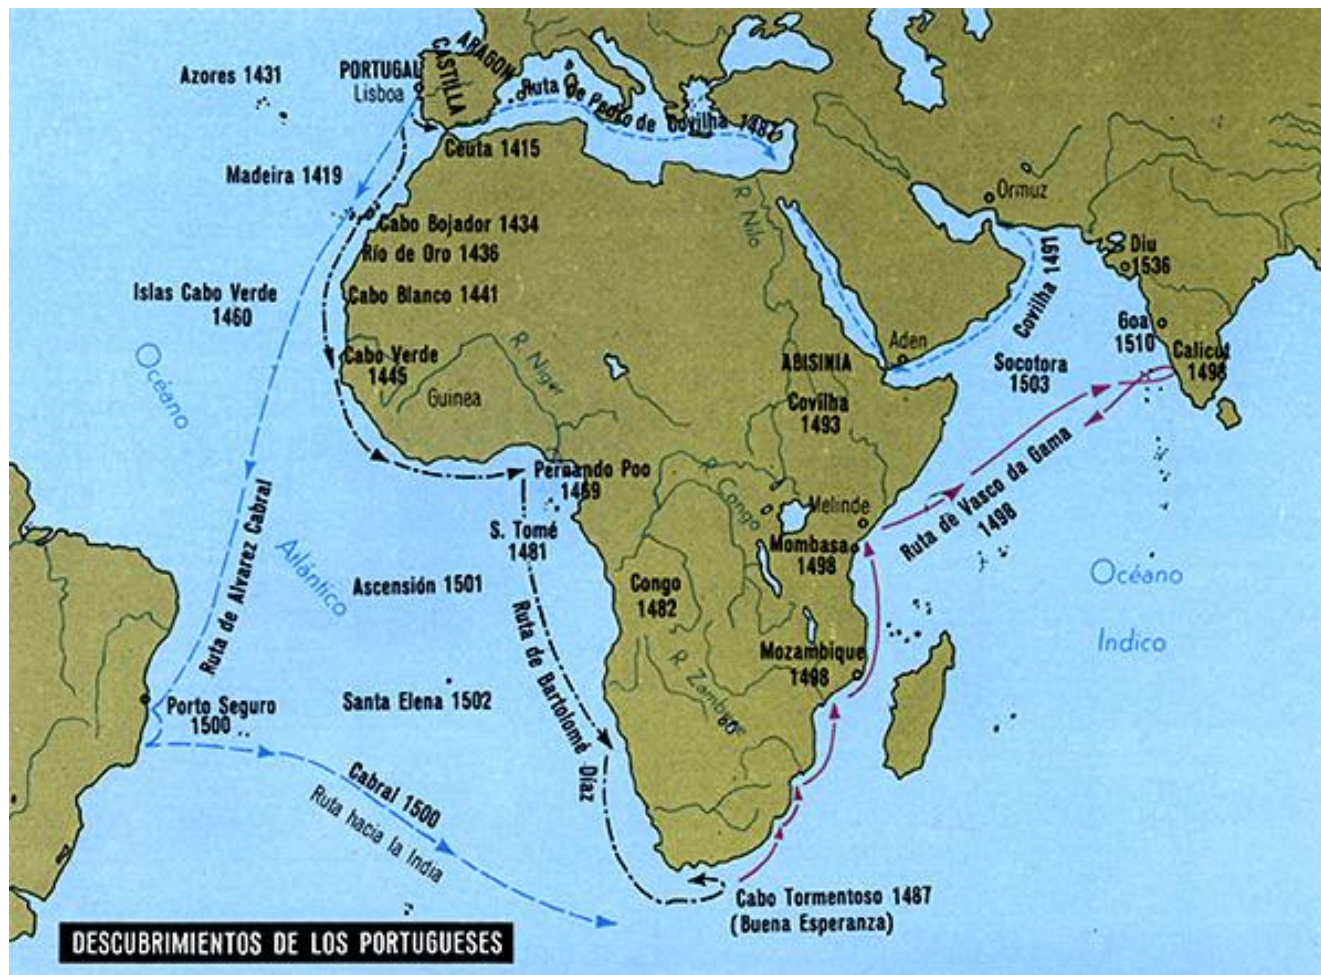 ARAGON
CASTILLA
PORTUGAL
Lisboa
Azores 1431
Ruta de Pedro de Covilha 1487
Ceuta 1415
Madeira 1419
Ormuz
R. Nilo
Cabo Bojador 1434
Río de Oro 1436
Diu
1536
Covilha 1491
Islas Cabo Verde
1460
Cabo Blanco 1441
Goa
1510
Calicut
1498
Aden
Socotora
1503
Cabo Verde
1445
R. Niger
ABISINIA
Océano
Atlántico
Guinea
Covilha
1493
Ruta de Vasco da Gama
1498
Fernando Poo
1469
R. Congo
Melinde
S. Tomé
1481
Mombasa
1498
Ruta de Alvarez Cabral
Ascensión 1501
Congo
1482
Océano
Indico
Ruta de Bartolomé Díaz
Mozambique
1498
R. Zambeze
Porto Seguro
1500
Santa Elena 1502
Cabral 1500
Ruta hacia la India
Cabo Tormentoso 1487
(Buena Esperanza)
DESCUBRIMIENTOS DE LOS PORTUGUESES